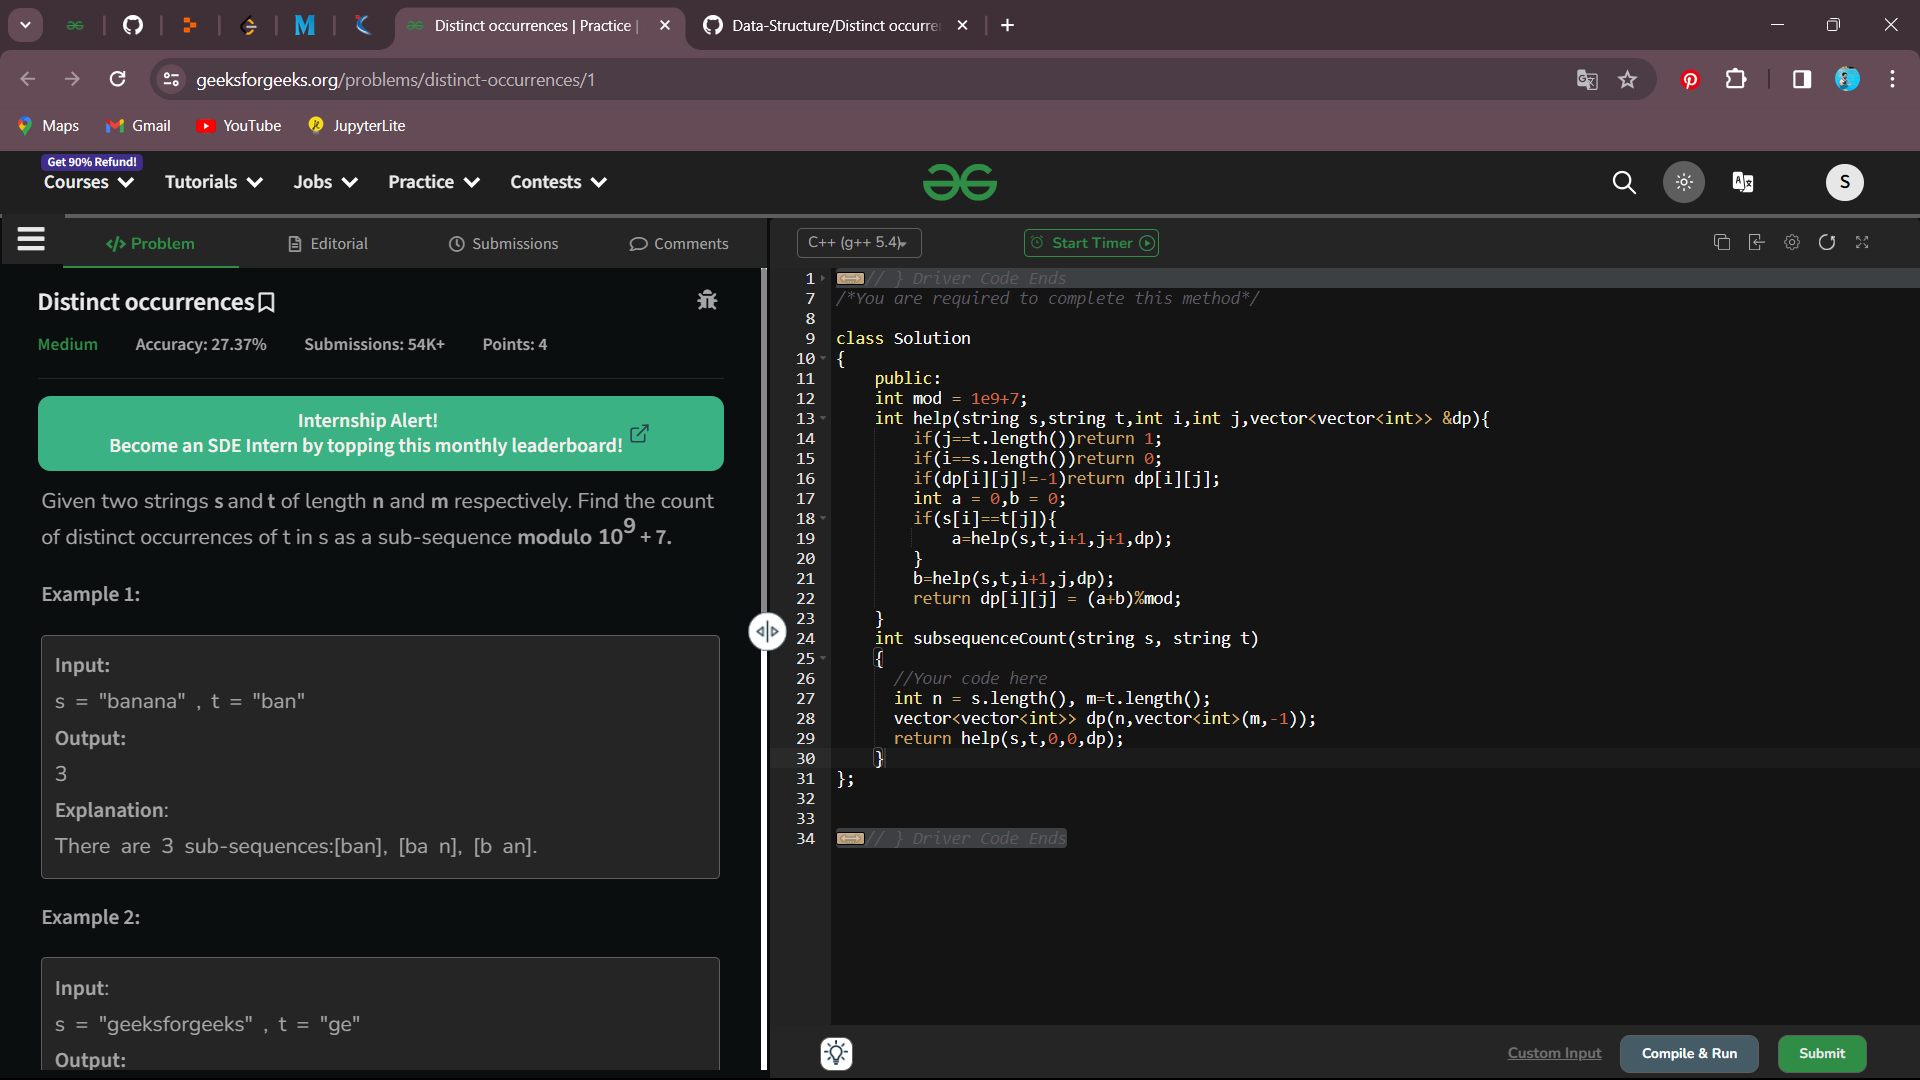 Distinct occurrences | Practice |
Data-Structure/Distinct occurre
geeksforgeeks.org/problems/distinct-occurrences/1
Maps
Gmail
YouTube
JupyterLite
Get 90% Refund!
Courses
Tutorials
Jobs
Practice
Contests
S
</> Problem
Editorial
Submissions
Comments
C++ (g++ 5.4)
Start Timer
Distinct occurrences
Medium
Accuracy: 27.37%
Submissions: 54K+
Points: 4
Internship Alert!
Become an SDE Intern by topping this monthly leaderboard!
Given two strings s and t of length n and m respectively. Find the count
of distinct occurrences of t in s as a sub-sequence modulo 10^9 + 7.
Example 1:
Input:
s = "banana" , t = "ban"
Output:
3
Explanation:
There are 3 sub-sequences:[ban], [ba n], [b an].
Example 2:
Input:
s = "geeksforgeeks" , t = "ge"
Output:
1 // } Driver Code Ends
7 /*You are required to complete this method*/
8
9 class Solution
10 {
11     public:
12     int mod = 1e9+7;
13     int help(string s,string t,int i,int j,vector<vector<int>> &dp){
14         if(j==t.length())return 1;
15         if(i==s.length())return 0;
16         if(dp[i][j]!=-1)return dp[i][j];
17         int a = 0,b = 0;
18         if(s[i]==t[j]){
19             a=help(s,t,i+1,j+1,dp);
20         }
21         b=help(s,t,i+1,j,dp);
22         return dp[i][j] = (a+b)%mod;
23     }
24     int subsequenceCount(string s, string t)
25     {
26       //Your code here
27       int n = s.length(), m=t.length();
28       vector<vector<int>> dp(n,vector<int>(m,-1));
29       return help(s,t,0,0,dp);
30     }
31 };
32
33
34 // } Driver Code Ends
Custom Input
Compile & Run
Submit